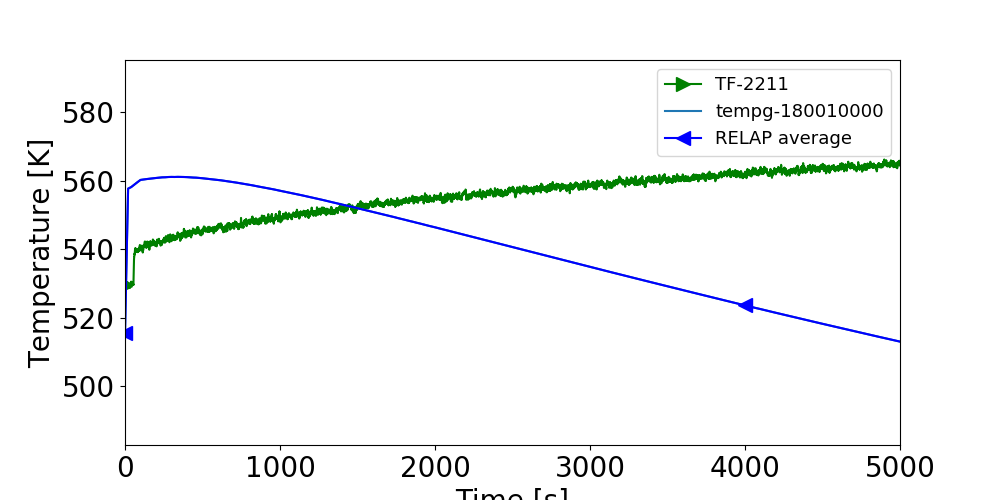 TF-2211
tempg-180010000
RELAP average
Temperature [K]
580
560
540
520
500
0 1000 2000 3000 4000 5000
Time [s]